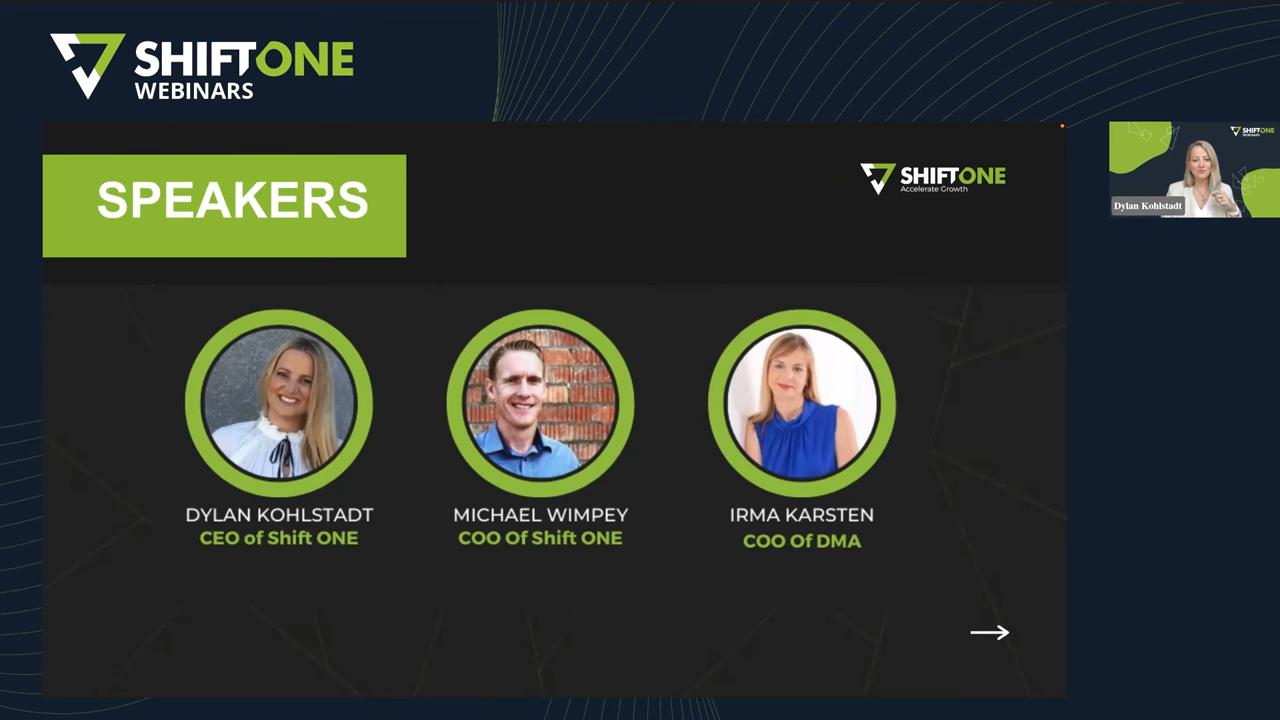 SHIFTONE
WEBINARS
SPEAKERS
SHIFTONE
Accelerate Growth
SHIFTONE
WEBINARS
Dylan Kohlstadt
DYLAN KOHLSTADT
CEO of Shift ONE
MICHAEL WIMPEY
COO Of Shift ONE
IRMA KARSTEN
COO Of DMA